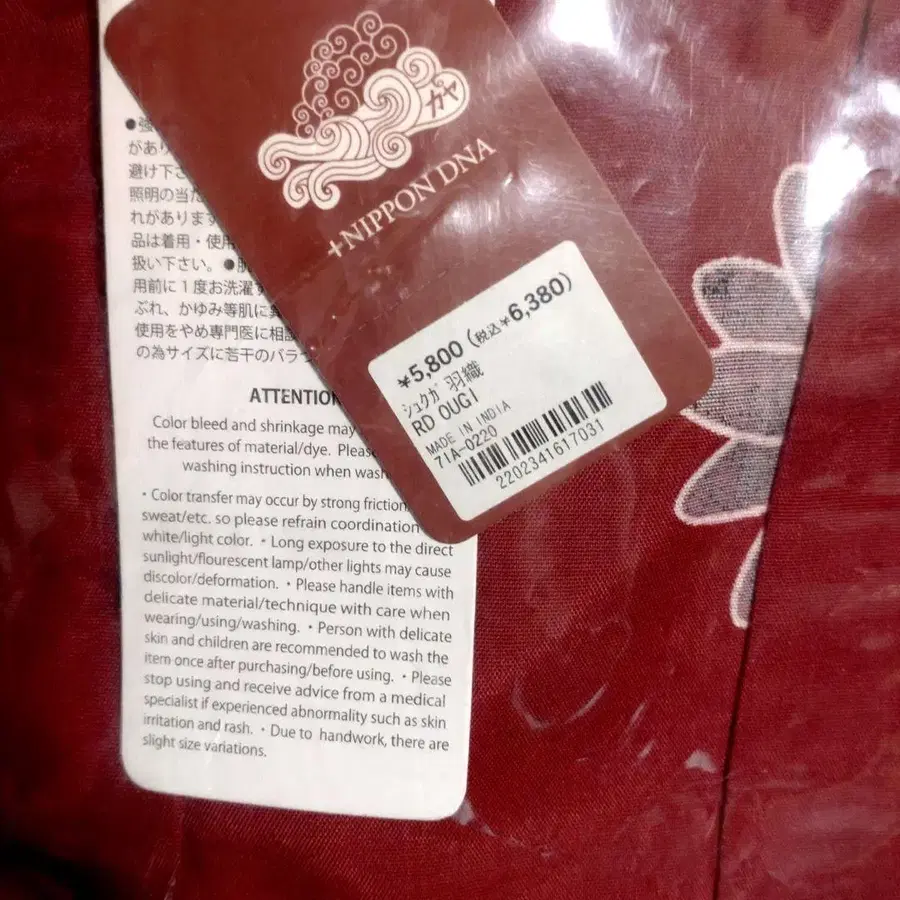 カヤ
+NIPPON DNA
¥5,800 (税込¥6,380)
シュクガ 羽織
RD OUGI
MADE IN INDIA
71A-0220
2202341617031
●強
があり
避け下さ
照明の当た
れがあります
品は着用・使用
扱い下さい。●肌
用前に1度お洗濯
ぶれ、かゆみ等肌に異
使用をやめ専門医に相談
の為サイズに若干のバラつ
ATTENTION
Color bleed and shrinkage may
the features of material/dye. Please
washing instruction when wash
・Color transfer may occur by strong friction
sweat/etc. so please refrain coordination
white/light color. ・Long exposure to the direct
sunlight/flourescent lamp/other lights may cause
discolor/deformation. ・Please handle items with
delicate material/technique with care when
wearing/using/washing. ・Person with delicate
skin and children are recommended to wash the
item once after purchasing/before using. ・Please
stop using and receive advice from a medical
specialist if experienced abnormality such as skin
irritation and rash. ・Due to handwork, there are
slight size variations.